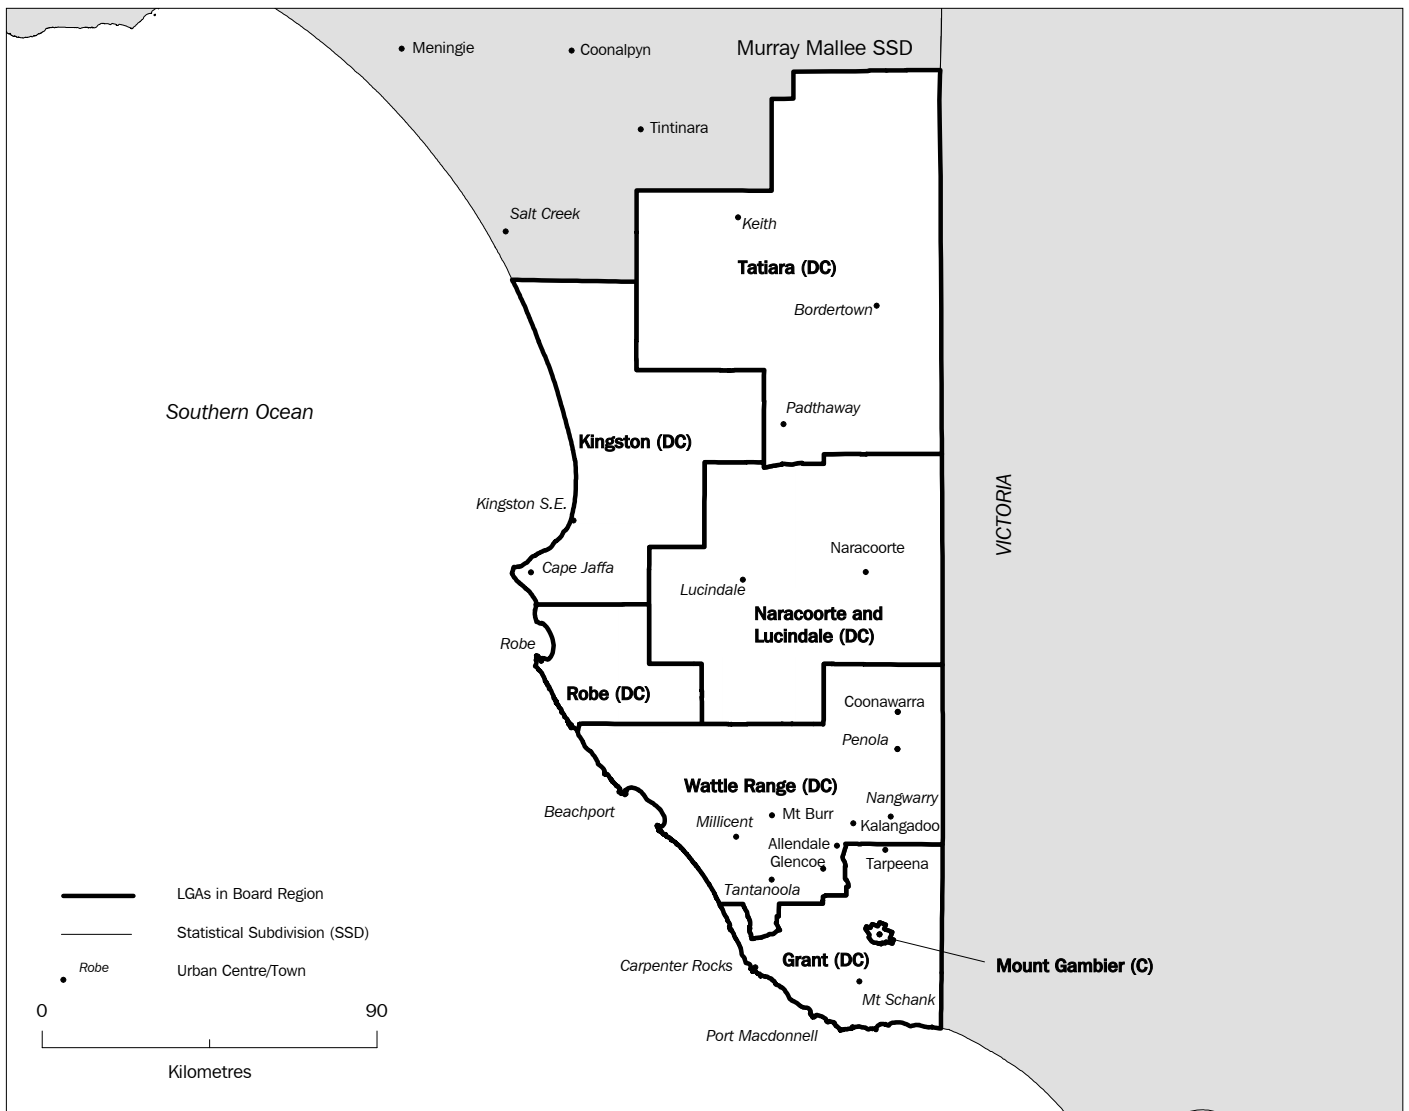 Meningie
Coonalpyn
Murray Mallee SSD
Tintinara
Salt Creek
Keith
Tatiara (DC)
Bordertown
Padthaway
Southern Ocean
Kingston (DC)
Kingston S.E.
VICTORIA
Naracoorte
Cape Jaffa
Lucindale
Naracoorte and
Lucindale (DC)
Robe
Robe (DC)
Coonawarra
Penola
Wattle Range (DC)
Nangwarry
Beachport
Mt Burr
Millicent
Kalangadoo
Allendale
Glencoe
Tarpeena
Tantanoola
LGAs in Board Region
Statistical Subdivision (SSD)
Robe
Urban Centre/Town
Grant (DC)
Carpenter Rocks
Mount Gambier (C)
Mt Schank
Port Macdonnell
0
90
Kilometres